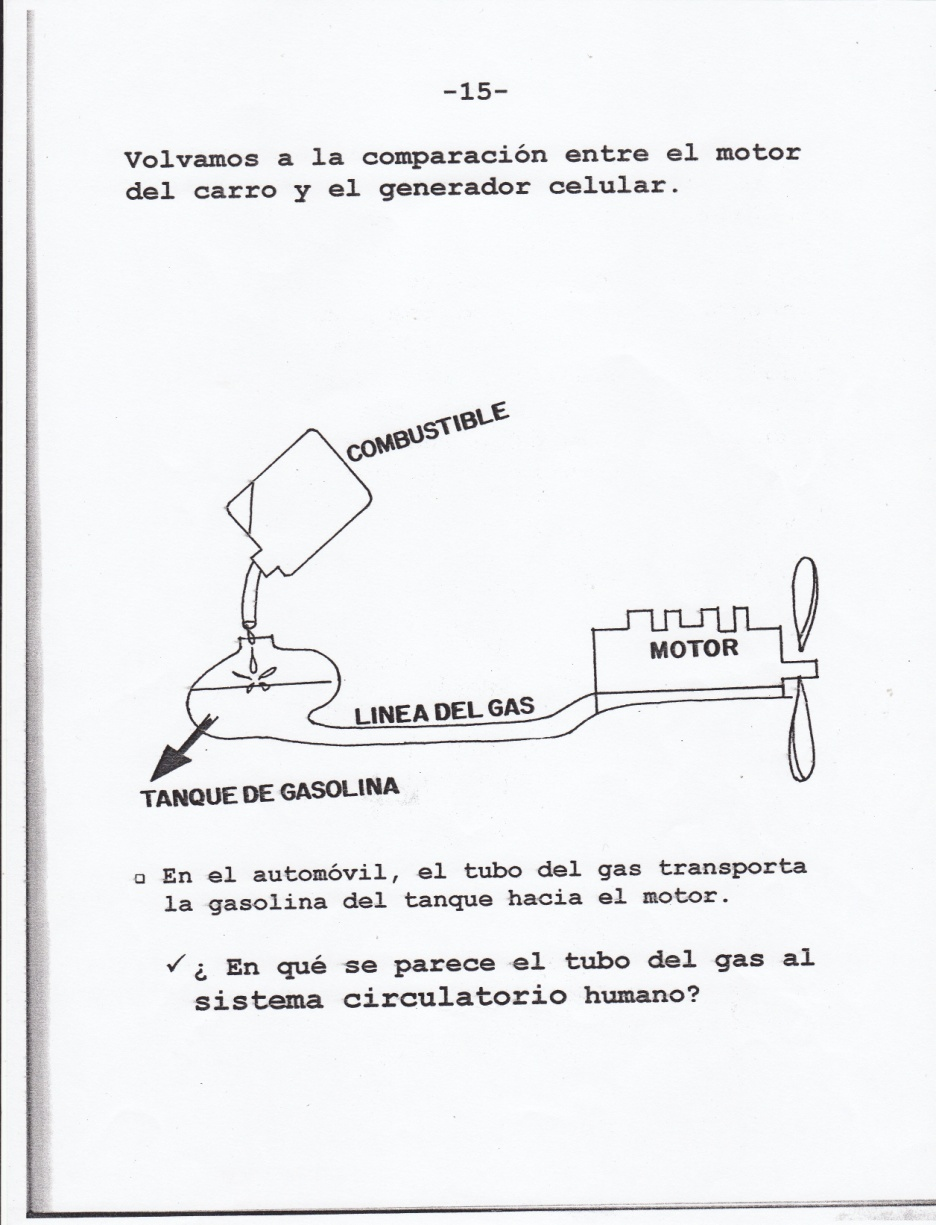 -15-
Volvamos a la comparación entre el motor
del carro y el generador celular.
COMBUSTIBLE
MOTOR
LINEA DEL GAS
TANQUE DE GASOLINA
▫ En el automóvil, el tubo del gas transporta
la gasolina del tanque hacia el motor.
✓ ¿ En qué se parece el tubo del gas al
sistema circulatorio humano?